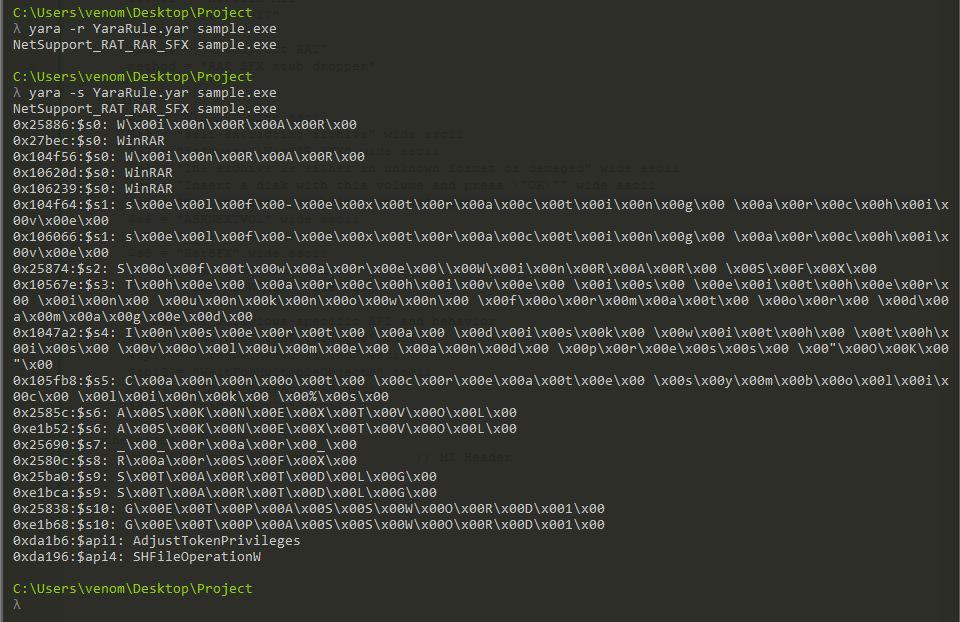 C:\Users\venom\Desktop\Project
λ yara -r YaraRule.yar sample.exe
NetSupport_RAT_RAR_SFX sample.exe
C:\Users\venom\Desktop\Project
λ yara -s YaraRule.yar sample.exe
NetSupport_RAT_RAR_SFX sample.exe
0x25886:$s0: W\x00i\x00n\x00R\x00A\x00R\x00
0x27bec:$s0: WinRAR
0x104f56:$s0: W\x00i\x00n\x00R\x00A\x00R\x00
0x10620d:$s0: WinRAR
0x106239:$s0: WinRAR
0x104f64:$s1: s\x00e\x00l\x00f\x00-\x00e\x00x\x00t\x00r\x00a\x00c\x00t\x00i\x00n\x00g\x00 \x00a\x00r\x00c\x00h\x00i\x
00v\x00e\x00
0x106066:$s1: s\x00e\x00l\x00f\x00-\x00e\x00x\x00t\x00r\x00a\x00c\x00t\x00i\x00n\x00g\x00 \x00a\x00r\x00c\x00h\x00i\x
00v\x00e\x00
0x25874:$s2: S\x00o\x00f\x00t\x00w\x00a\x00r\x00e\x00\\x00W\x00i\x00n\x00R\x00A\x00R\x00 \x00S\x00F\x00X\x00
0x10567e:$s3: T\x00h\x00e\x00 \x00a\x00r\x00c\x00h\x00i\x00v\x00e\x00 \x00i\x00s\x00 \x00e\x00i\x00t\x00h\x00e\x00r\x
00 \x00i\x00n\x00 \x00u\x00n\x00k\x00n\x00o\x00w\x00n\x00 \x00f\x00o\x00r\x00m\x00a\x00t\x00 \x00o\x00r\x00 \x00d\x00
a\x00m\x00a\x00g\x00e\x00d\x00
0x1047a2:$s4: I\x00n\x00s\x00e\x00r\x00t\x00 \x00a\x00 \x00d\x00i\x00s\x00k\x00 \x00w\x00i\x00t\x00h\x00 \x00t\x00h\x
00i\x00s\x00 \x00v\x00o\x00l\x00u\x00m\x00e\x00 \x00a\x00n\x00d\x00 \x00p\x00r\x00e\x00s\x00s\x00 \x00"\x00O\x00K\x00
"\x00
0x105fb8:$s5: C\x00a\x00n\x00n\x00o\x00t\x00 \x00c\x00r\x00e\x00a\x00t\x00e\x00 \x00s\x00y\x00m\x00b\x00o\x00l\x00i\x
00c\x00 \x00l\x00i\x00n\x00k\x00 \x00%\x00s\x00
0x2585c:$s6: A\x00S\x00K\x00N\x00E\x00X\x00T\x00V\x00O\x00L\x00
0xe1b52:$s6: A\x00S\x00K\x00N\x00E\x00X\x00T\x00V\x00O\x00L\x00
0x25690:$s7: _\x00_\x00r\x00a\x00r\x00_\x00
0x2580c:$s8: R\x00a\x00r\x00S\x00F\x00X\x00
0x25ba0:$s9: S\x00T\x00A\x00R\x00T\x00D\x00L\x00G\x00
0xe1bca:$s9: S\x00T\x00A\x00R\x00T\x00D\x00L\x00G\x00
0x25838:$s10: G\x00E\x00T\x00P\x00A\x00S\x00S\x00W\x00O\x00R\x00D\x001\x00
0xe1b68:$s10: G\x00E\x00T\x00P\x00A\x00S\x00S\x00W\x00O\x00R\x00D\x001\x00
0xda1b6:$api1: AdjustTokenPrivileges
0xda196:$api4: SHFileOperationW
C:\Users\venom\Desktop\Project
λ